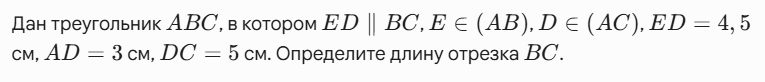 Дан треугольник ABC, в котором ED ∥ BC, E ∈ (AB), D ∈ (AC), ED = 4, 5
см, AD = 3 см, DC = 5 см. Определите длину отрезка BC.